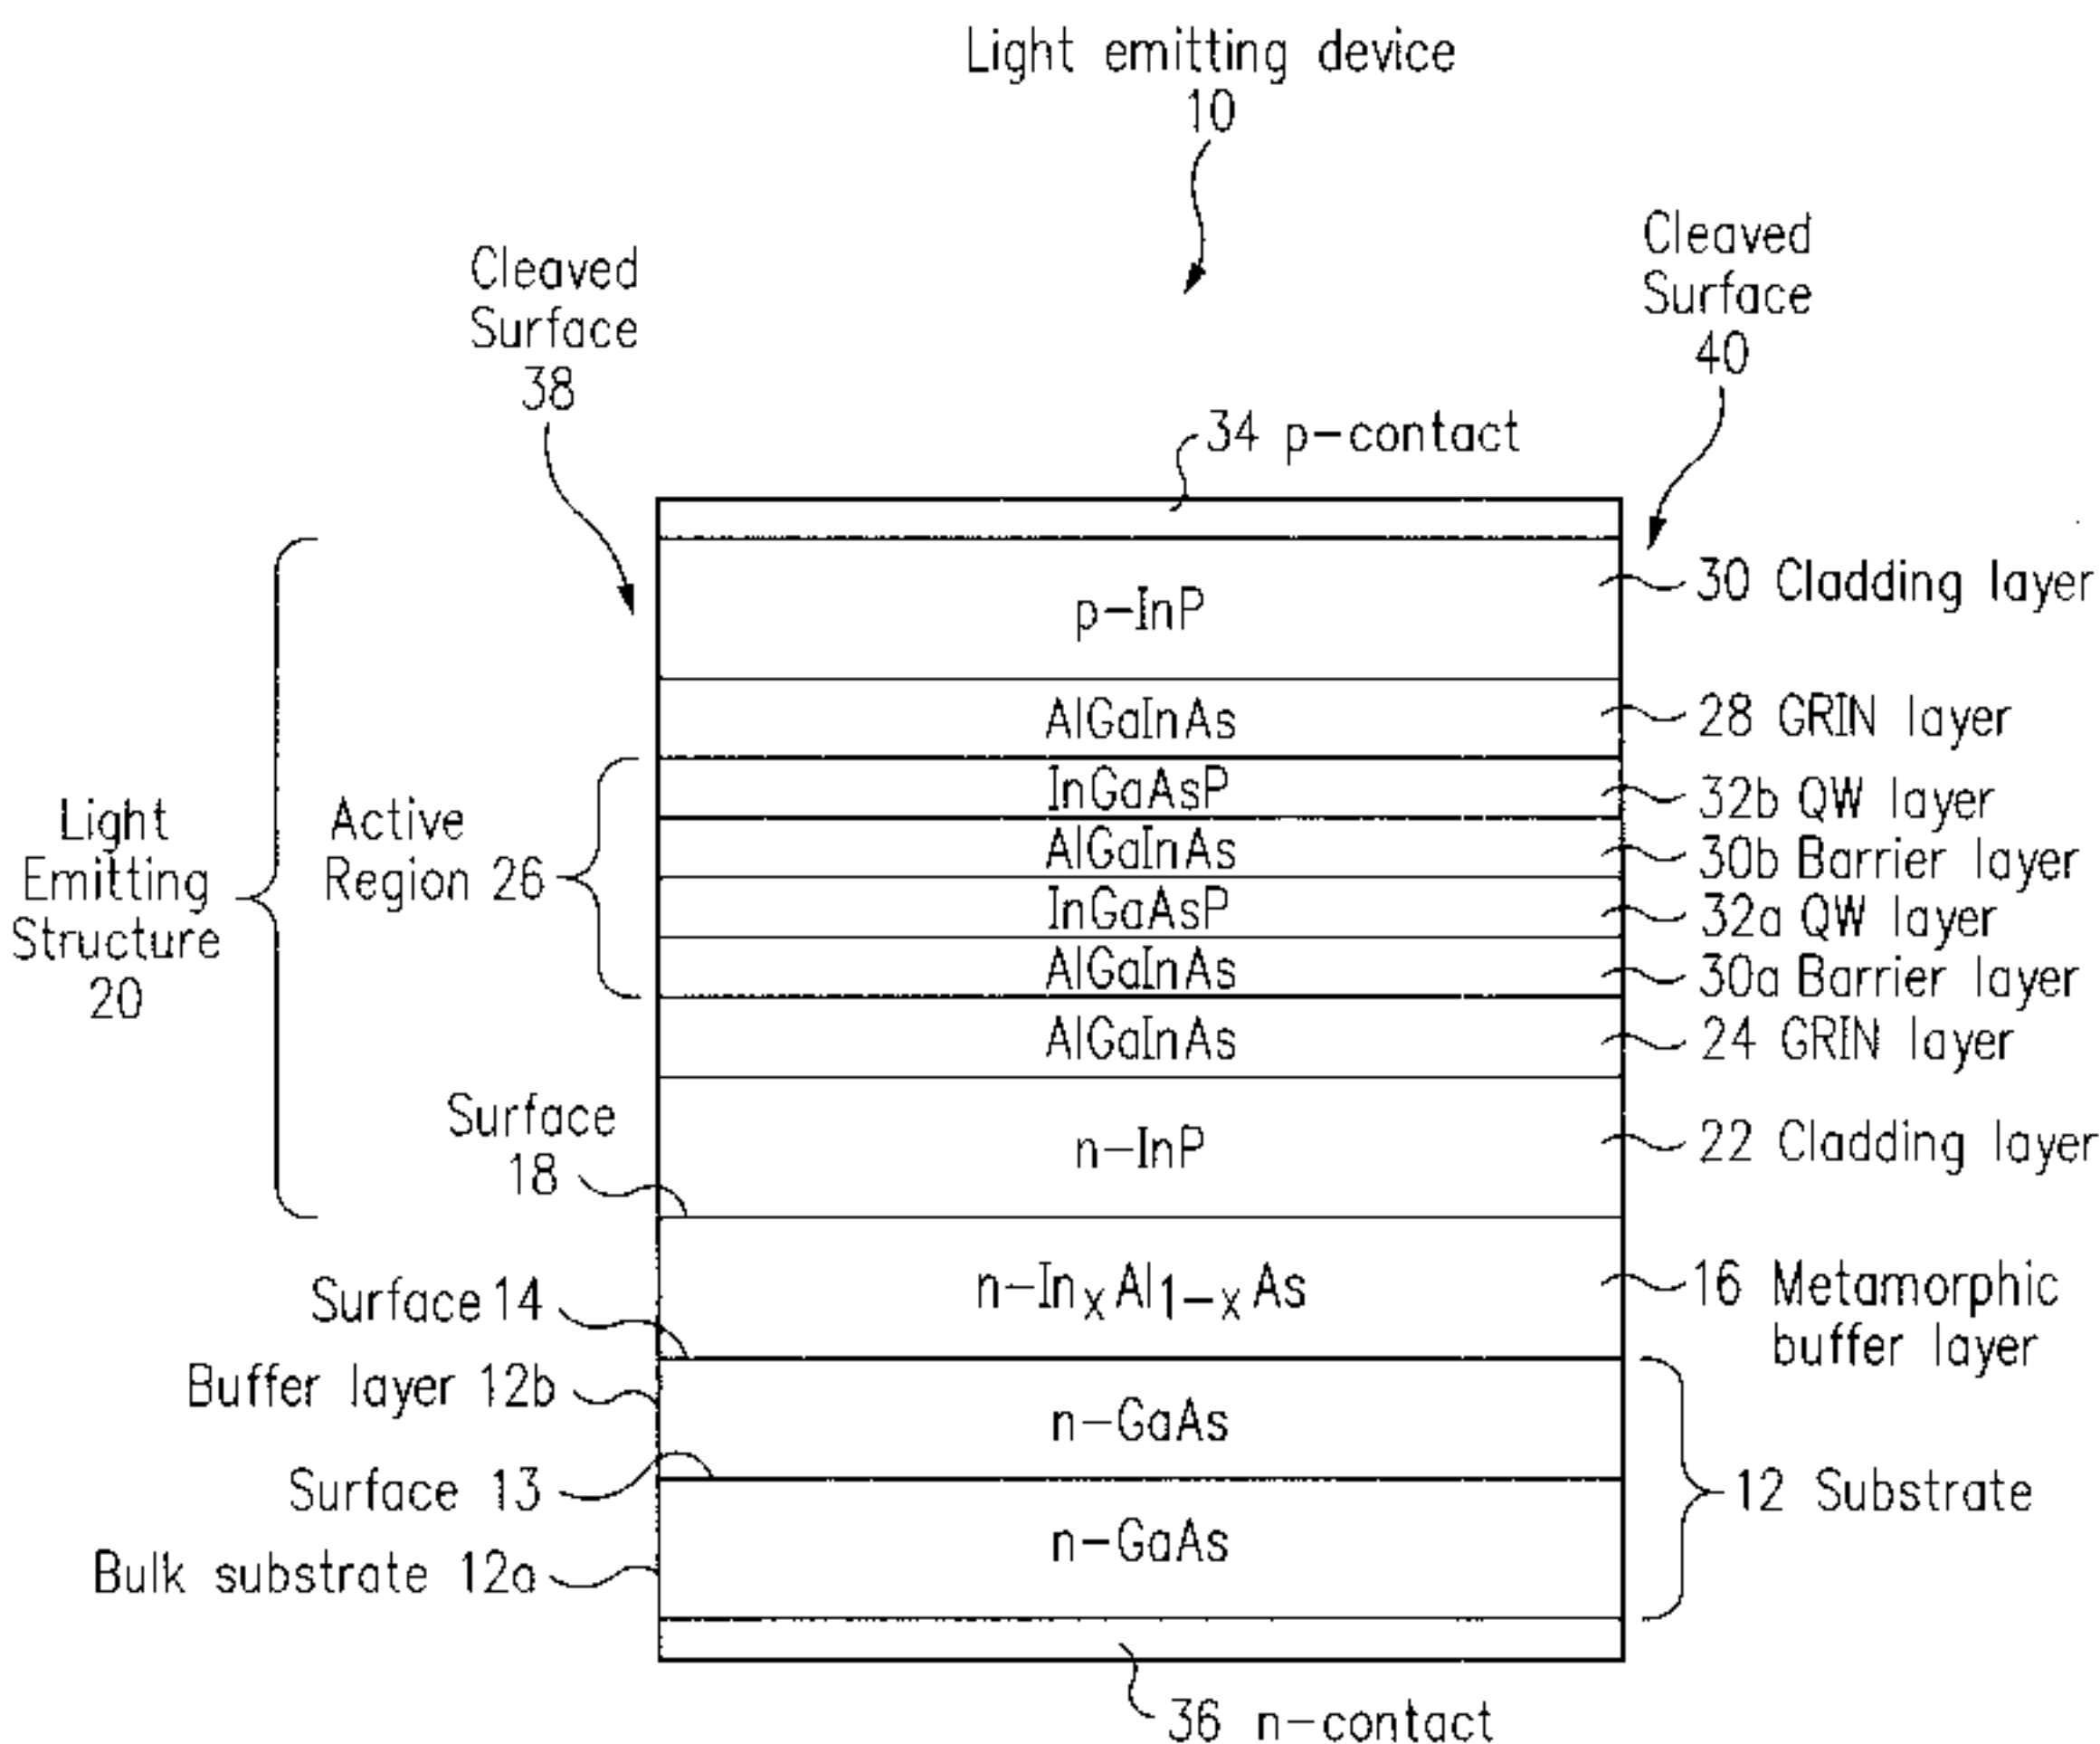 Light emitting device
10
Cleaved
Surface
38
Cleaved
Surface
40
34 p-contact
p-InP
30 Cladding layer
AlGaInAs
28 GRIN layer
InGaAsP
32b QW layer
AlGaInAs
30b Barrier layer
InGaAsP
32a QW layer
AlGaInAs
30a Barrier layer
AlGaInAs
24 GRIN layer
Light
Emitting
Structure
20
Active
Region 26
n-InP
22 Cladding layer
Surface
18
n-InxAl1-xAs
16 Metamorphic
buffer layer
Surface 14
Buffer layer 12b
n-GaAs
Surface 13
12 Substrate
n-GaAs
Bulk substrate 12a
36 n-contact